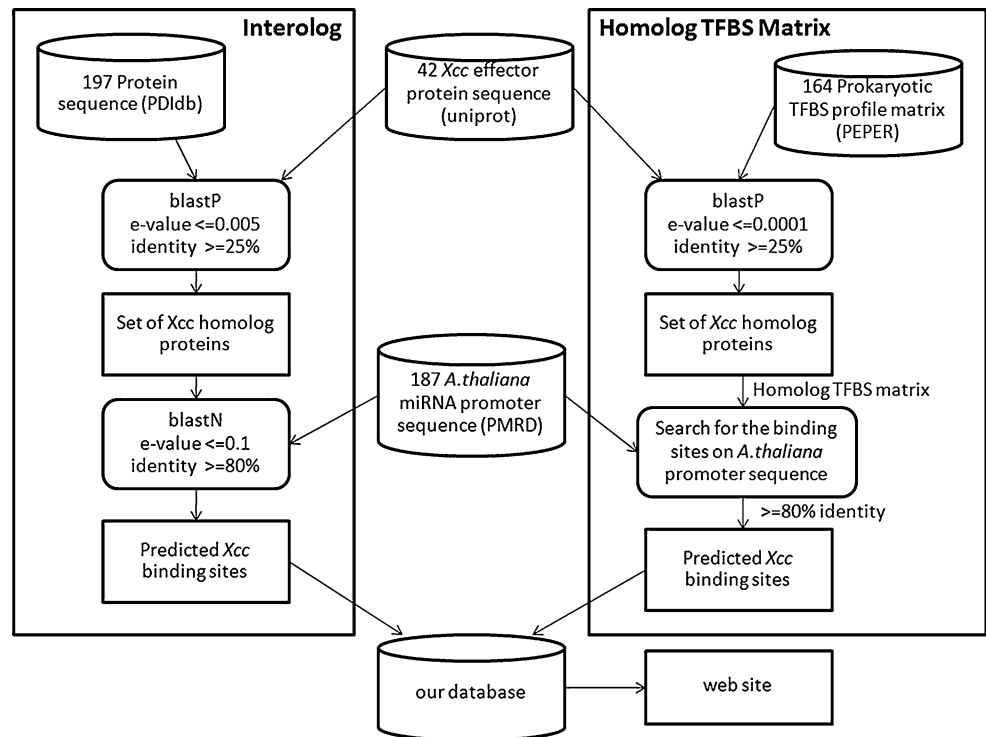 Interolog
Homolog TFBS Matrix
197 Protein
sequence (PDIdb)
42 Xcc effector
protein sequence
(uniprot)
164 Prokaryotic
TFBS profile matrix
(PEPER)
blastP
e-value <=0.005
identity >=25%
blastP
e-value <=0.0001
identity >=25%
Set of Xcc homolog
proteins
Set of Xcc homolog
proteins
187 A.thaliana
miRNA promoter
sequence (PMRD)
Homolog TFBS matrix
blastN
e-value <=0.1
identity >=80%
Search for the binding
sites on A.thaliana
promoter sequence
>=80% identity
Predicted Xcc
binding sites
Predicted Xcc
binding sites
our database
web site